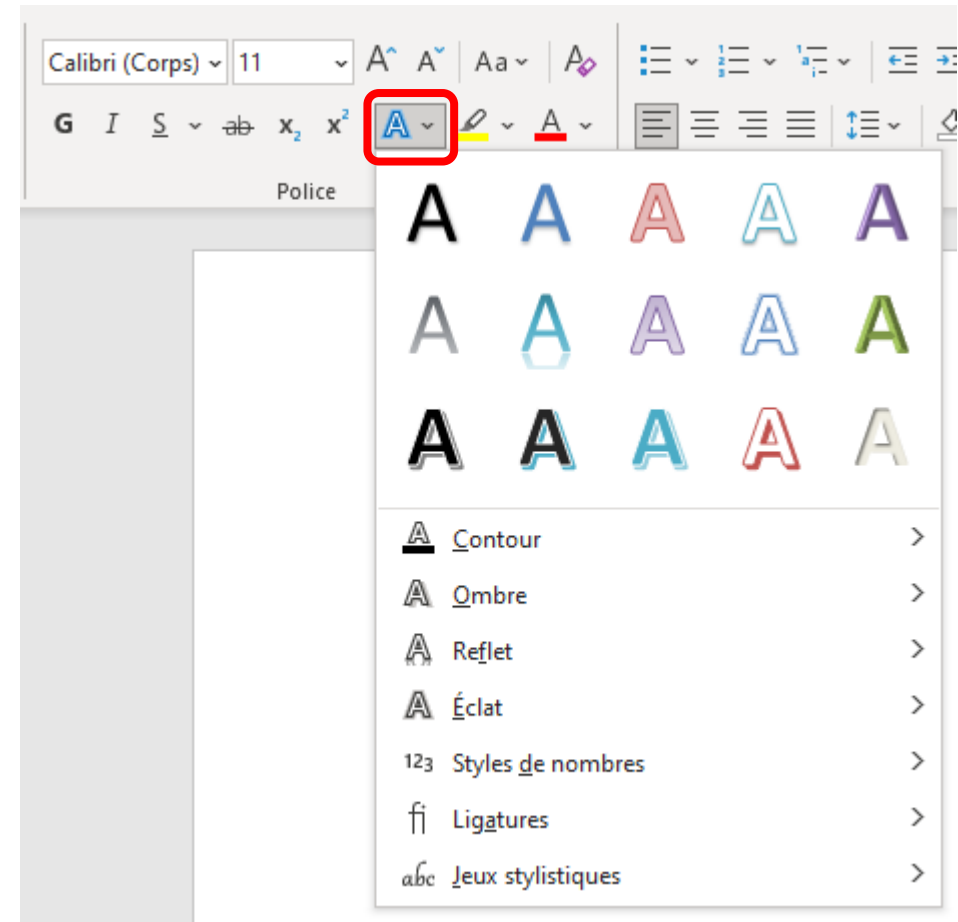 Calibri (Corps) 11 A A Aa A
G I S ab x₂ x² A A
Police
A A A A A
A A A A A
A A A A A
Contour
Ombre
Reflet
Éclat
123 Styles de nombres
fi Ligatures
abc Jeux stylistiques